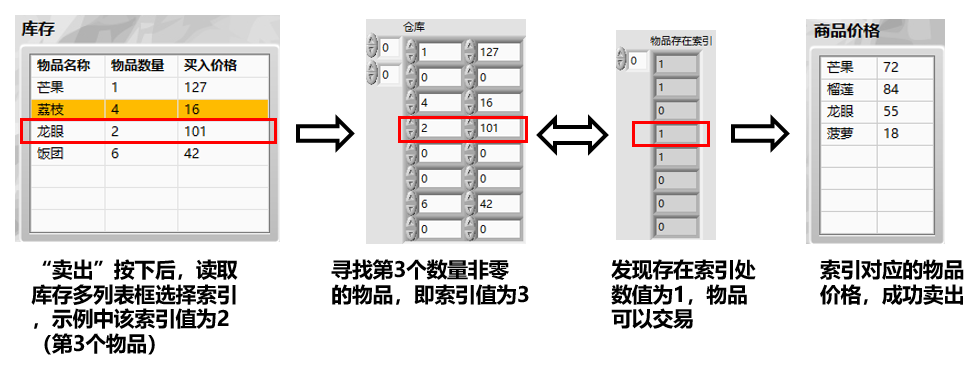 库存
物品名称 物品数量 买入价格
芒果 1 127
荔枝 4 16
龙眼 2 101
饭团 6 42
仓库
0 1 127
0 0 0
4 16
2 101
0 0
0 0
6 42
0 0
物品存在索引
0 1
1
0
1
1
0
0
0
商品价格
芒果 72
榴莲 84
龙眼 55
菠萝 18
“卖出”按下后，读取
库存多列表框选择索引
，示例中该索引值为2
（第3个物品）
寻找第3个数量非零
的物品，即索引值为3
发现存在索引处
数值为1，物品
可以交易
索引对应的物品
价格，成功卖出